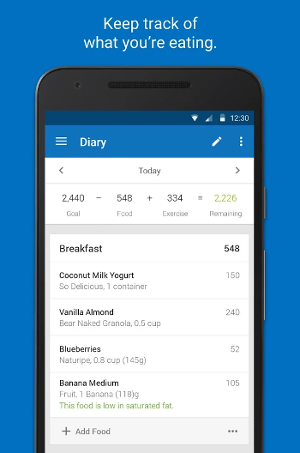 Keep track of
what you're eating.
12:30
Diary
Today
2,440 – 548 + 334 = 2,226
Goal Food Exercise Remaining
Breakfast 548
Coconut Milk Yogurt 150
So Delicious, 1 container
Vanilla Almond 240
Bear Naked Granola, 0.5 cup
Blueberries 52
Naturipe, 0.8 cup (145g)
Banana Medium 105
Fruit, 1 Banana (118)g
This food is low in saturated fat.
+ Add Food